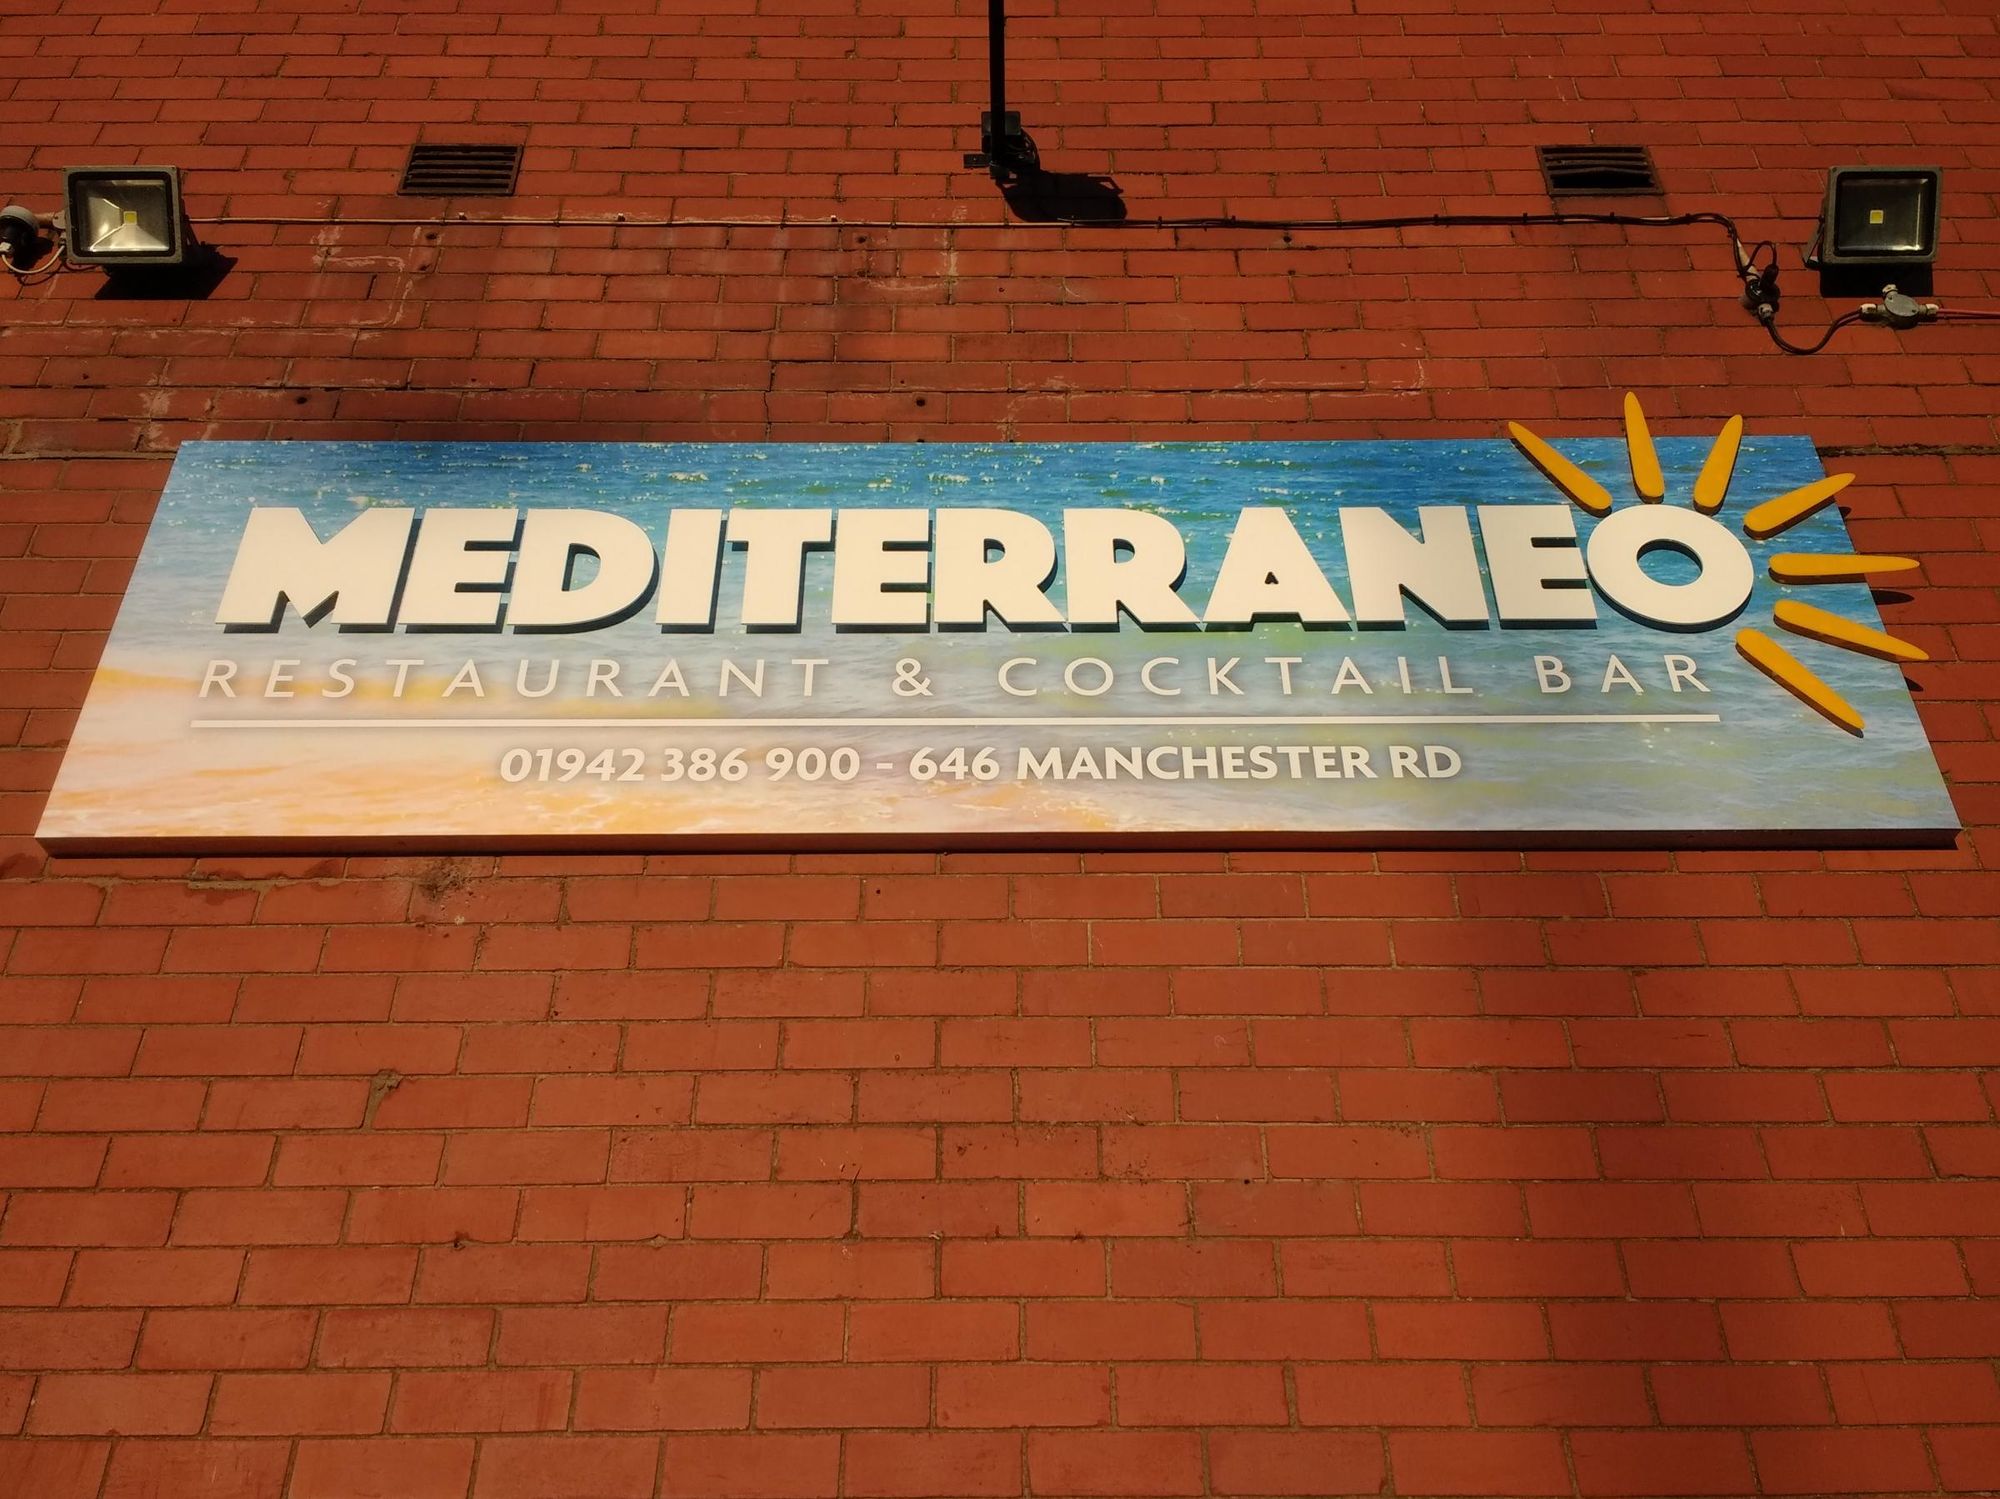 MEDITERRANEO
RESTAURANT & COCKTAIL BAR
01942 386 900 - 646 MANCHESTER RD